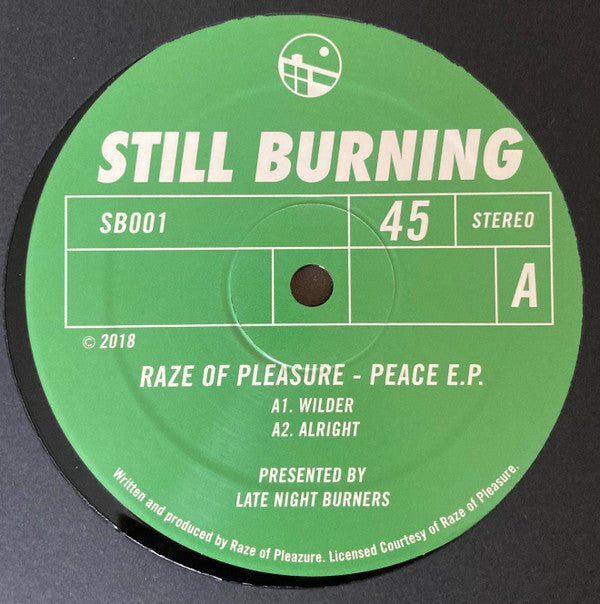 STILL BURNING
SB001
45
STEREO
A
© 2018
RAZE OF PLEASURE - PEACE E.P.
A1. WILDER
A2. ALRIGHT
PRESENTED BY
LATE NIGHT BURNERS
Written and produced by Raze of Pleazure. Licensed Courtesy of Raze of Pleasure.